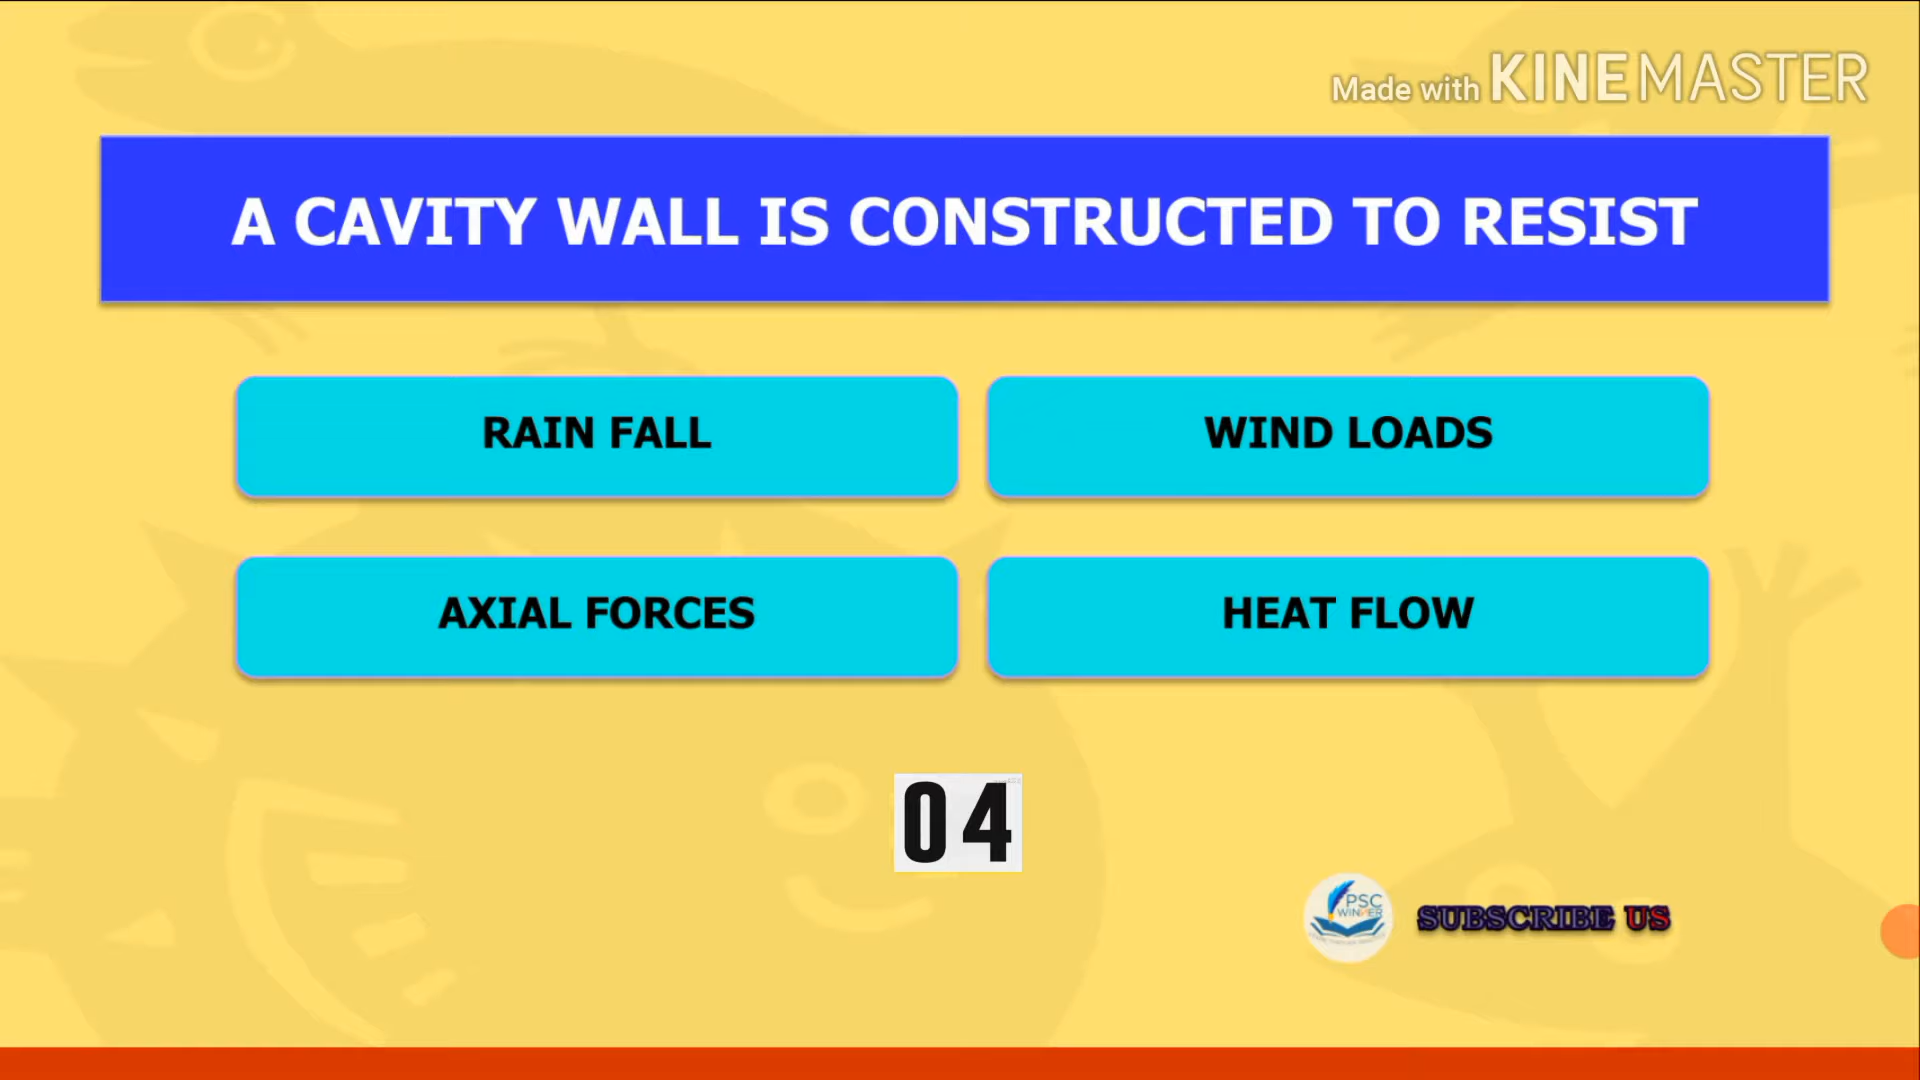 Made with KINEMASTER
A CAVITY WALL IS CONSTRUCTED TO RESIST
RAIN FALL
WIND LOADS
AXIAL FORCES
HEAT FLOW
04
PSC
WINNER
SUBSCRIBE US